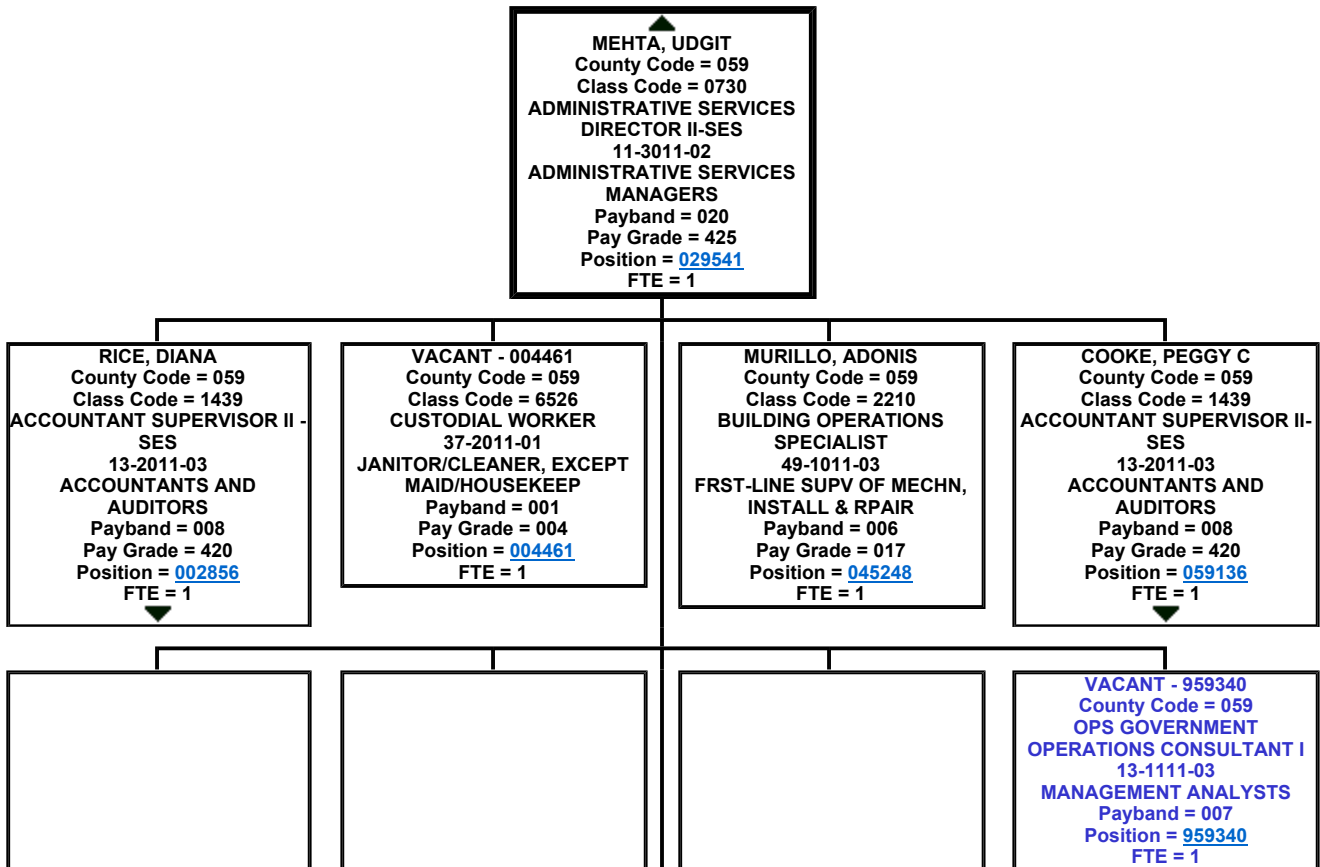 MEHTA, UDGIT
County Code = 059
Class Code = 0730
ADMINISTRATIVE SERVICES
DIRECTOR II-SES
11-3011-02
ADMINISTRATIVE SERVICES
MANAGERS
Payband = 020
Pay Grade = 425
Position = 029541
FTE = 1
RICE, DIANA
County Code = 059
Class Code = 1439
ACCOUNTANT SUPERVISOR II -
SES
13-2011-03
ACCOUNTANTS AND
AUDITORS
Payband = 008
Pay Grade = 420
Position = 002856
FTE = 1
VACANT - 004461
County Code = 059
Class Code = 6526
CUSTODIAL WORKER
37-2011-01
JANITOR/CLEANER, EXCEPT
MAID/HOUSEKEEP
Payband = 001
Pay Grade = 004
Position = 004461
FTE = 1
MURILLO, ADONIS
County Code = 059
Class Code = 2210
BUILDING OPERATIONS
SPECIALIST
49-1011-03
FRST-LINE SUPV OF MECHN,
INSTALL & RPAIR
Payband = 006
Pay Grade = 017
Position = 045248
FTE = 1
COOKE, PEGGY C
County Code = 059
Class Code = 1439
ACCOUNTANT SUPERVISOR II-
SES
13-2011-03
ACCOUNTANTS AND
AUDITORS
Payband = 008
Pay Grade = 420
Position = 059136
FTE = 1
VACANT - 959340
County Code = 059
OPS GOVERNMENT
OPERATIONS CONSULTANT I
13-1111-03
MANAGEMENT ANALYSTS
Payband = 007
Position = 959340
FTE = 1